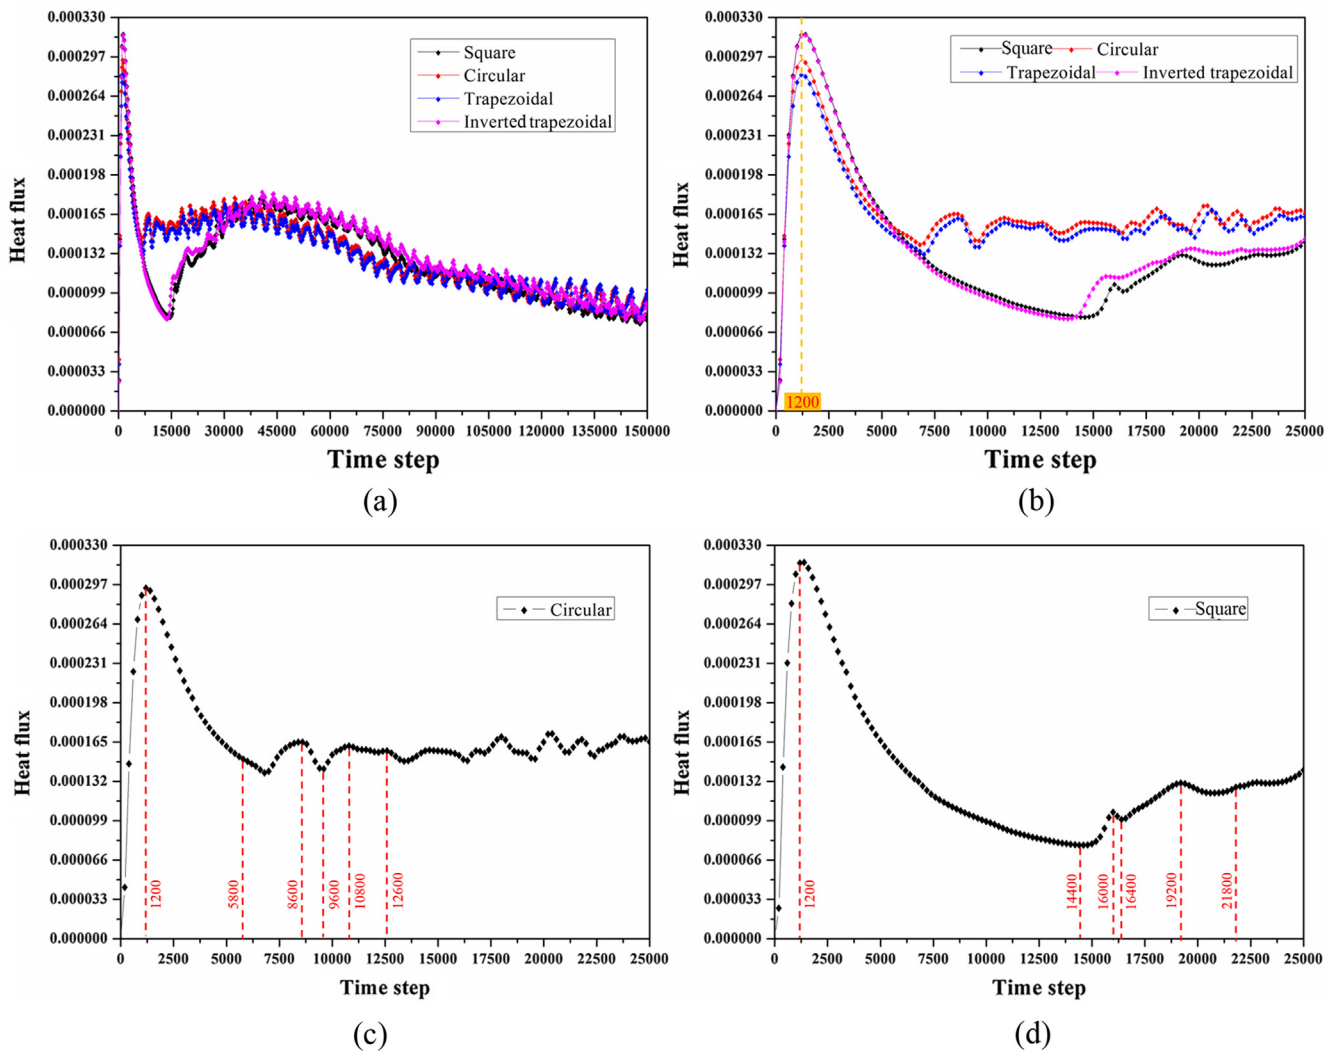 0.000330
0.000297
0.000264
0.000231
0.000198
0.000165
0.000132
0.000099
0.000066
0.000033
0.000000
Heat flux
Square
Circular
Trapezoidal
Inverted trapezoidal
0 15000 30000 45000 60000 75000 90000 105000 120000 135000 150000
Time step
(a)
0.000330
0.000297
0.000264
0.000231
0.000198
0.000165
0.000132
0.000099
0.000066
0.000033
0.000000
Heat flux
Square Circular
Trapezoidal Inverted trapezoidal
1200
0 2500 5000 7500 10000 12500 15000 17500 20000 22500 25000
Time step
(b)
0.000330
0.000297
0.000264
0.000231
0.000198
0.000165
0.000132
0.000099
0.000066
0.000033
0.000000
Heat flux
Circular
1200
5800
8600
9600
10800
12600
0 2500 5000 7500 10000 12500 15000 17500 20000 22500 25000
Time step
(c)
0.000330
0.000297
0.000264
0.000231
0.000198
0.000165
0.000132
0.000099
0.000066
0.000033
0.000000
Heat flux
Square
1200
14400
16000
16400
19200
21800
0 2500 5000 7500 10000 12500 15000 17500 20000 22500 25000
Time step
(d)